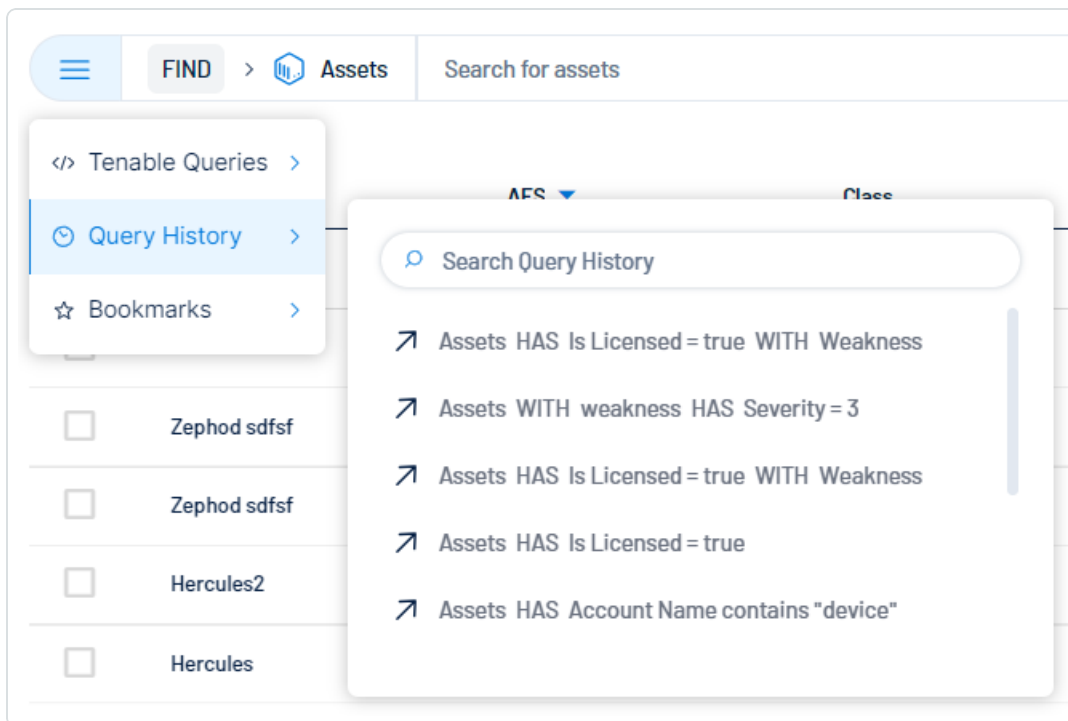 FIND > Assets Search for assets
</> Tenable Queries >
AES Class
Query History >
Search Query History
Bookmarks >
Assets HAS Is Licensed = true WITH Weakness
Assets WITH weakness HAS Severity = 3
Zephod sdfsf
Assets HAS Is Licensed = true WITH Weakness
Zephod sdfsf
Assets HAS Is Licensed = true
Hercules2
Assets HAS Account Name contains "device"
Hercules